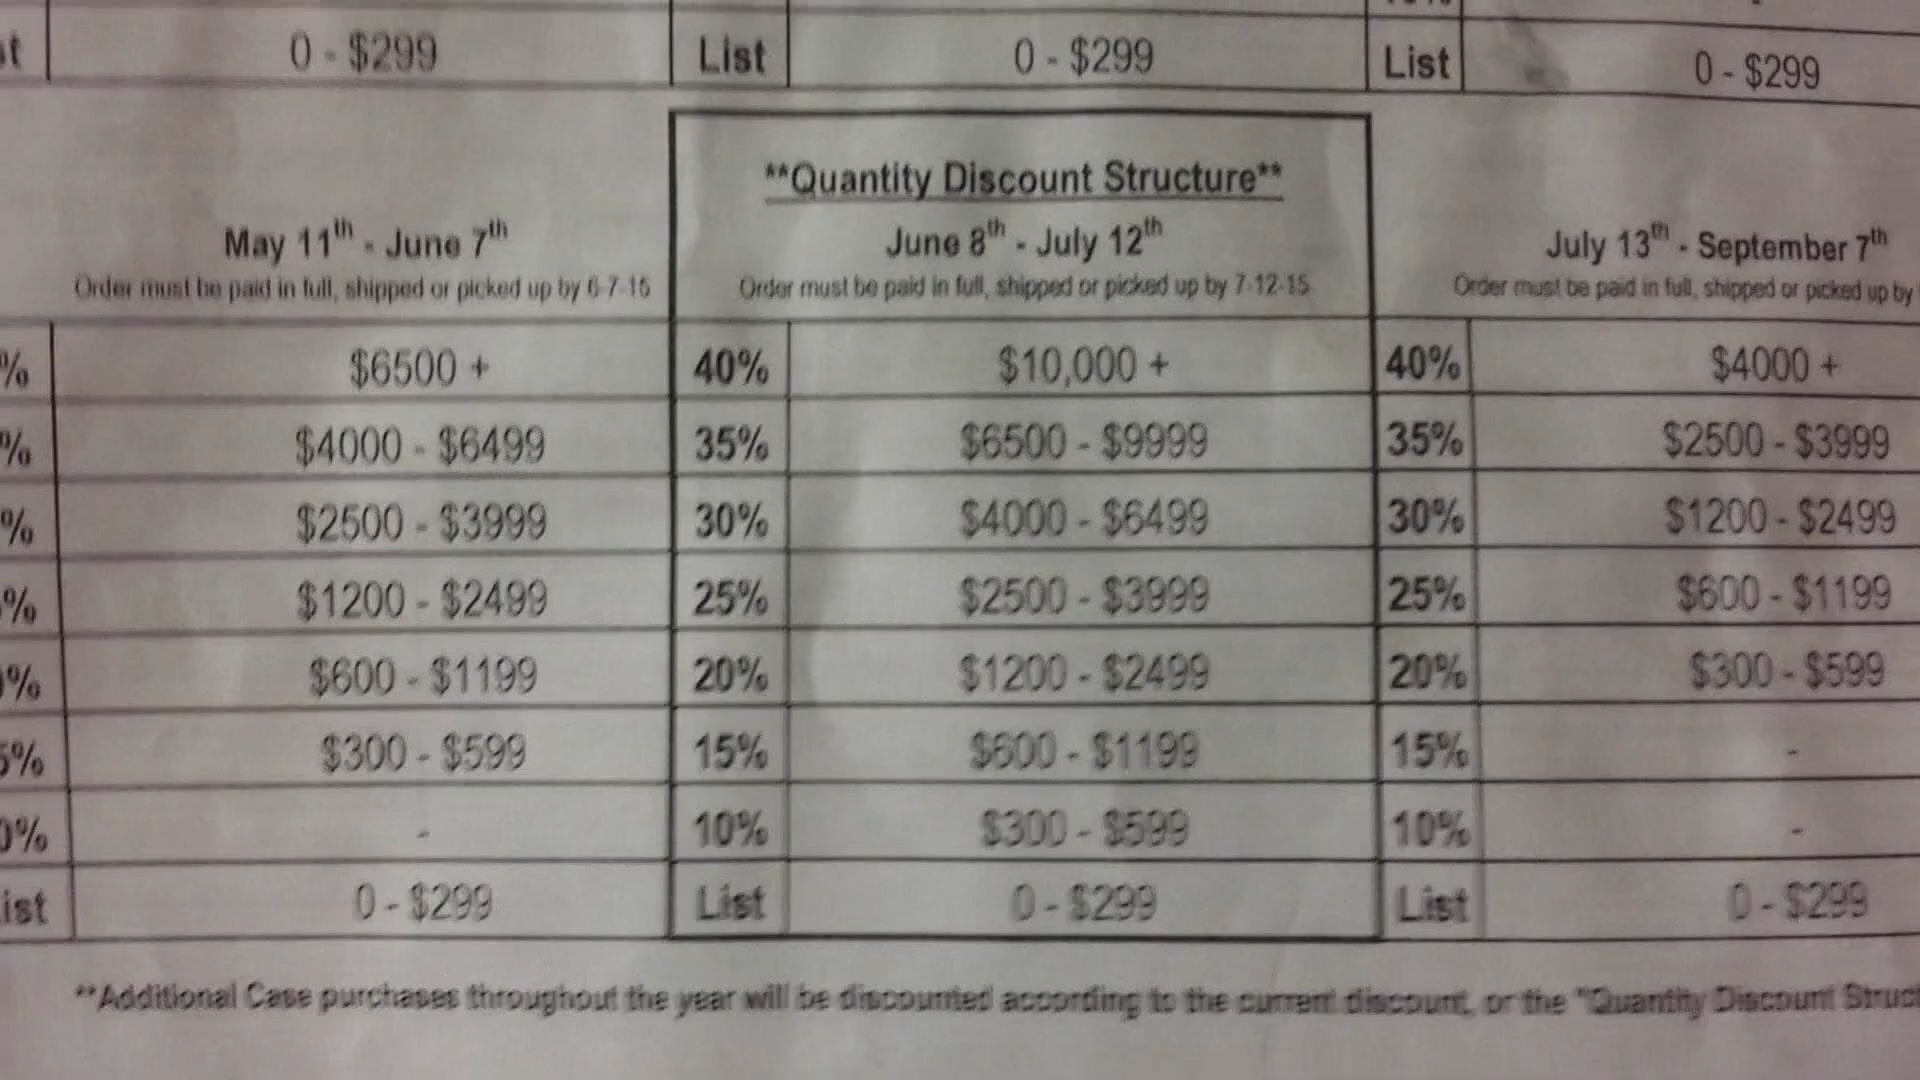 0 - $299 List 0 - $299 List 0 - $299
**Quantity Discount Structure**
May 11th - June 7th June 8th - July 12th July 13th - September 7th
Order must be paid in full, shipped or picked up by 6-7-15 Order must be paid in full, shipped or picked up by 7-12-15 Order must be paid in full, shipped or picked up by
% $6500 + 40% $10,000 + 40% $4000 +
% $4000 - $6499 35% $6500 - $9999 35% $2500 - $3999
% $2500 - $3999 30% $4000 - $6499 30% $1200 - $2499
% $1200 - $2499 25% $2500 - $3999 25% $600 - $1199
0% $600 - $1199 20% $1200 - $2499 20% $300 - $599
5% $300 - $599 15% $600 - $1199 15% -
0% - 10% $300 - $599 10% -
ist 0 - $299 List 0 - $299 List 0 - $299
**Additional Case purchases throughout the year will be discounted according to the current discount, or the "Quantity Discount Struct